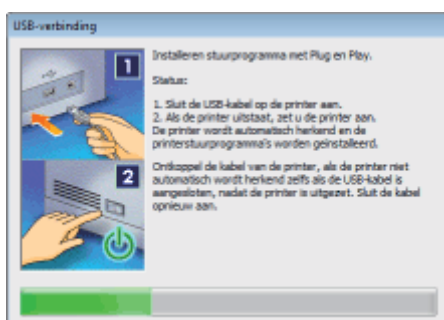 USB-verbinding
1
Installeren stuurprogramma met Plug en Play.
Status:
1. Sluit de USB-kabel op de printer aan.
2. Als de printer uitstaat, zet u de printer aan.
De printer wordt automatisch herkend en de
printerstuurprogramma's worden geïnstalleerd.
2
Ontkoppel de kabel van de printer, als de printer niet
automatisch wordt herkend zelfs als de USB-kabel is
aangesloten, nadat de printer is uitgezet. Sluit de kabel
opnieuw aan.